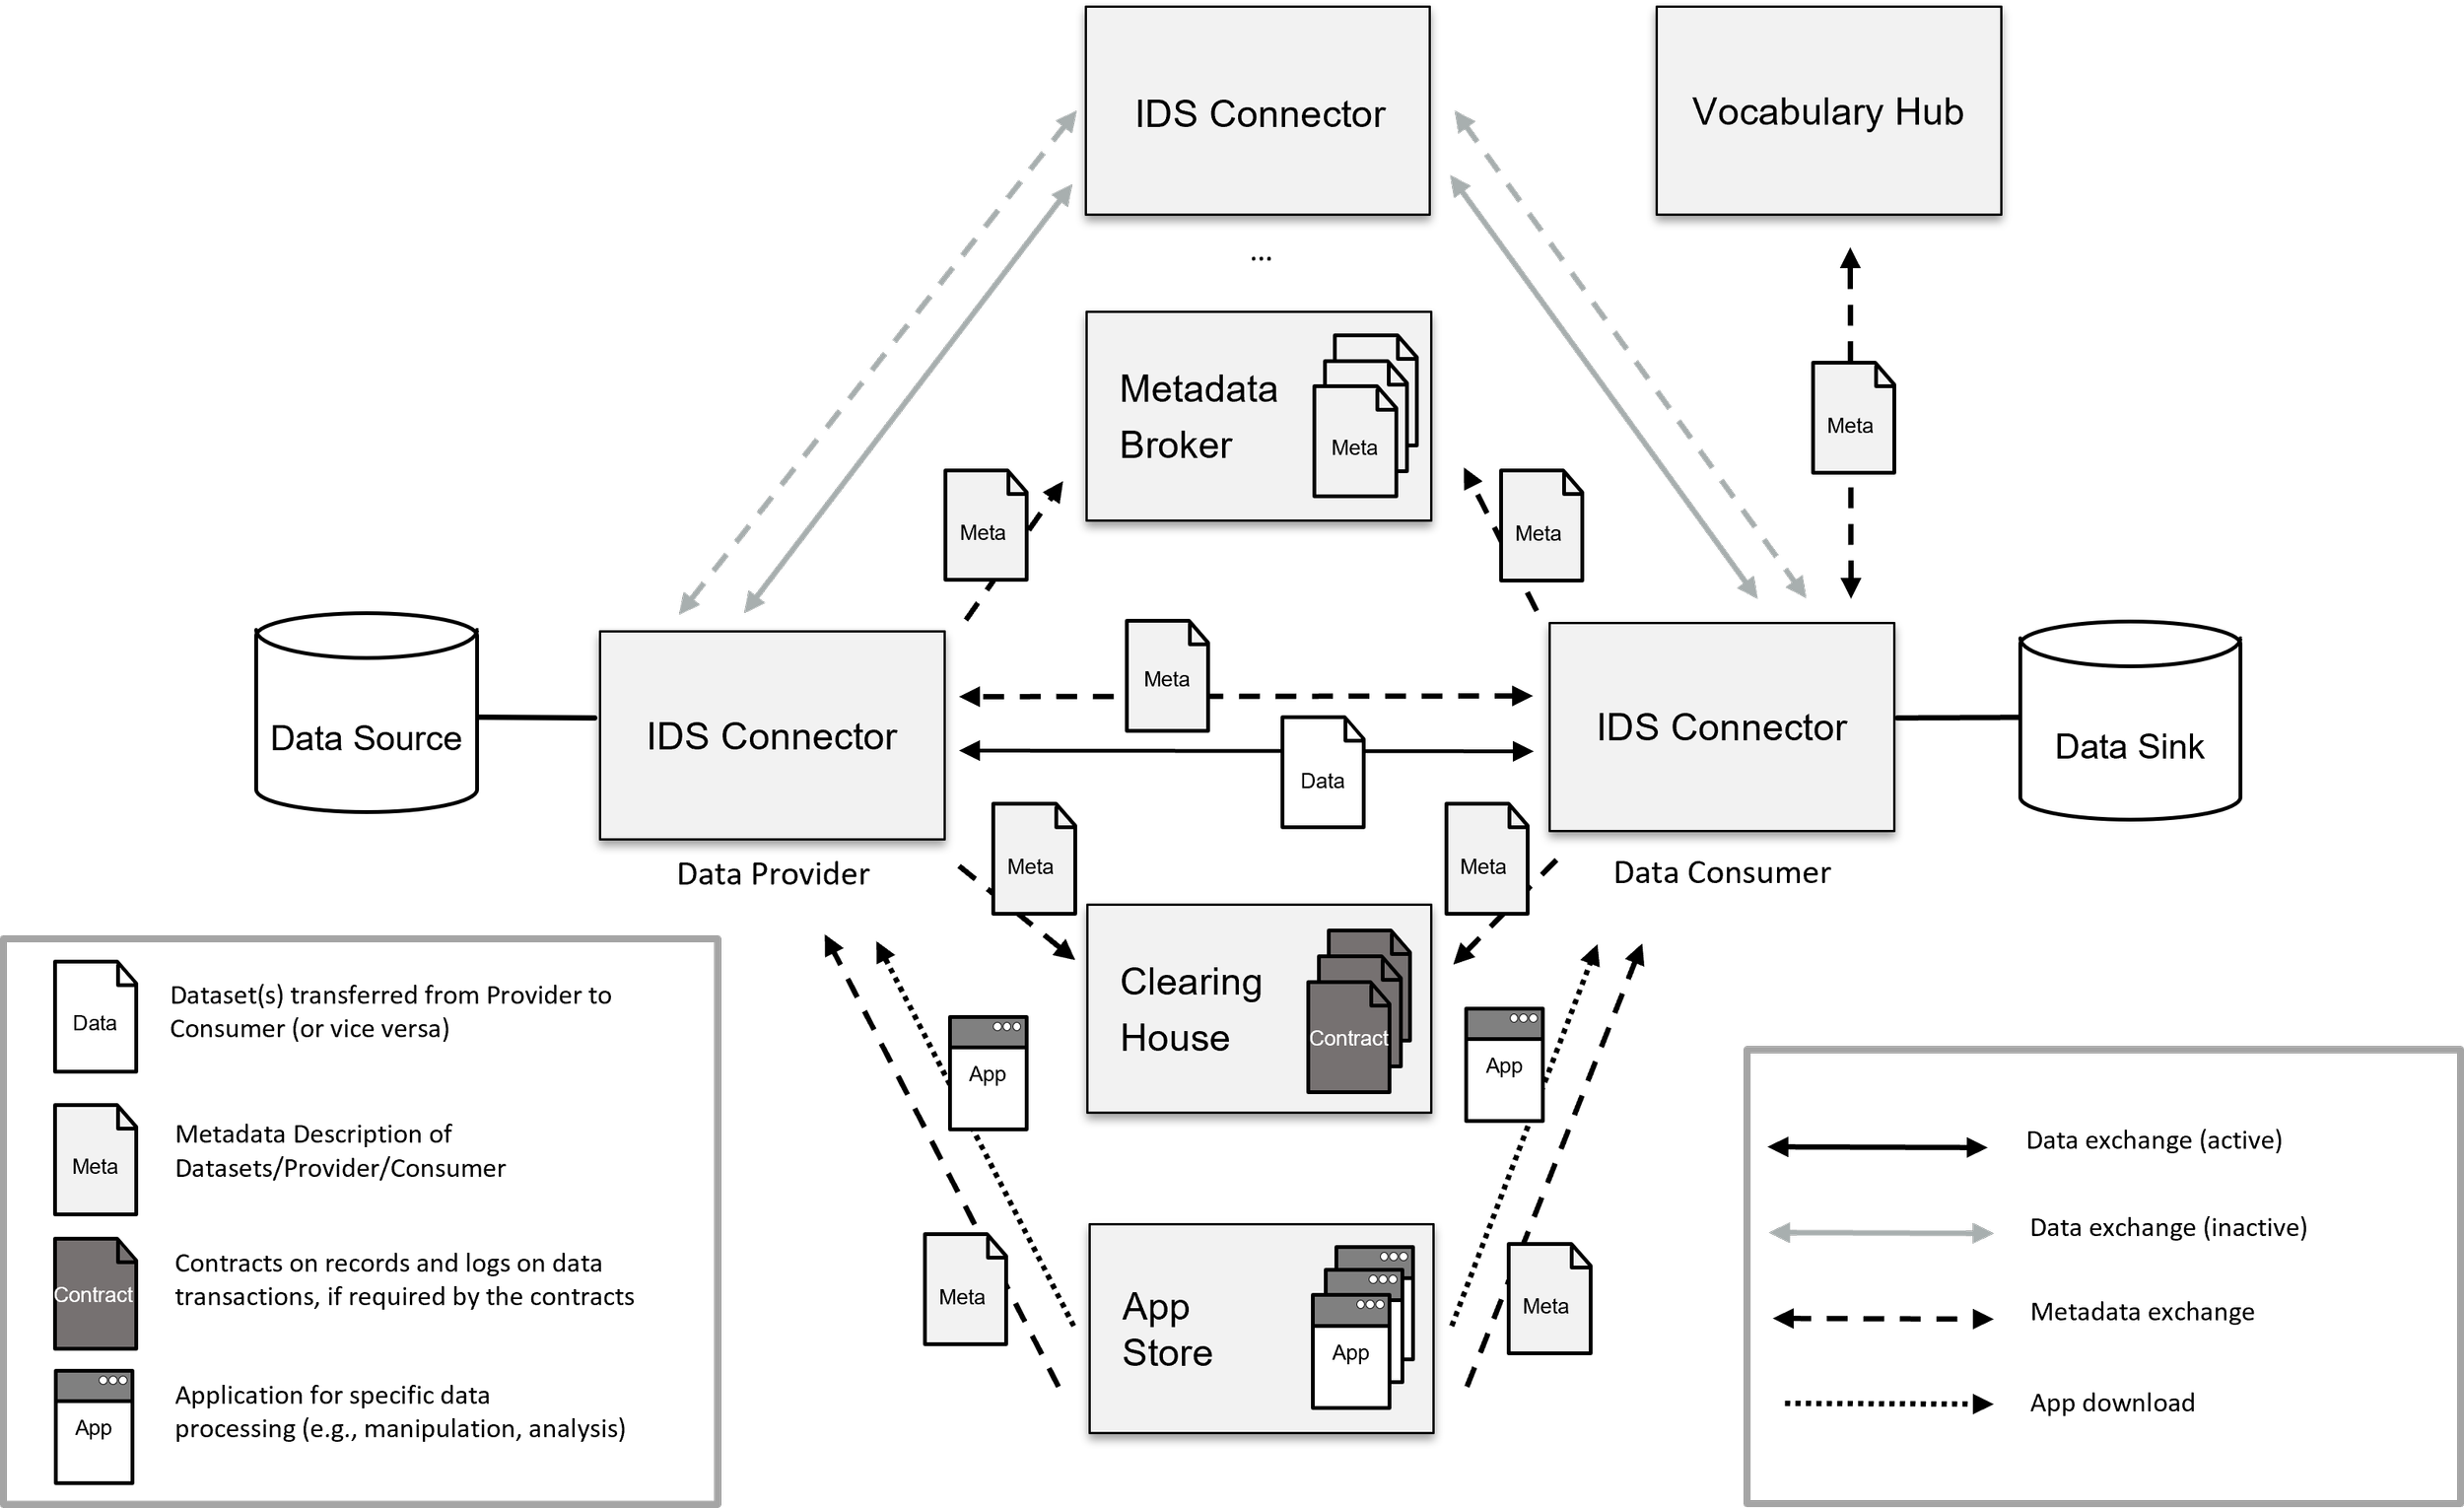 IDS Connector
Vocabulary Hub
...
Metadata
Broker
Meta
Meta
Meta
Meta
Data Source
IDS Connector
Meta
Data
IDS Connector
Data Sink
Data Provider
Meta
Meta
Data Consumer
Clearing
House
Contract
App
App
Meta
App
Store
App
Meta
Data
Dataset(s) transferred from Provider to
Consumer (or vice versa)
Meta
Metadata Description of
Datasets/Provider/Consumer
Contract
Contracts on records and logs on data
transactions, if required by the contracts
App
Application for specific data
processing (e.g., manipulation, analysis)
Data exchange (active)
Data exchange (inactive)
Metadata exchange
App download